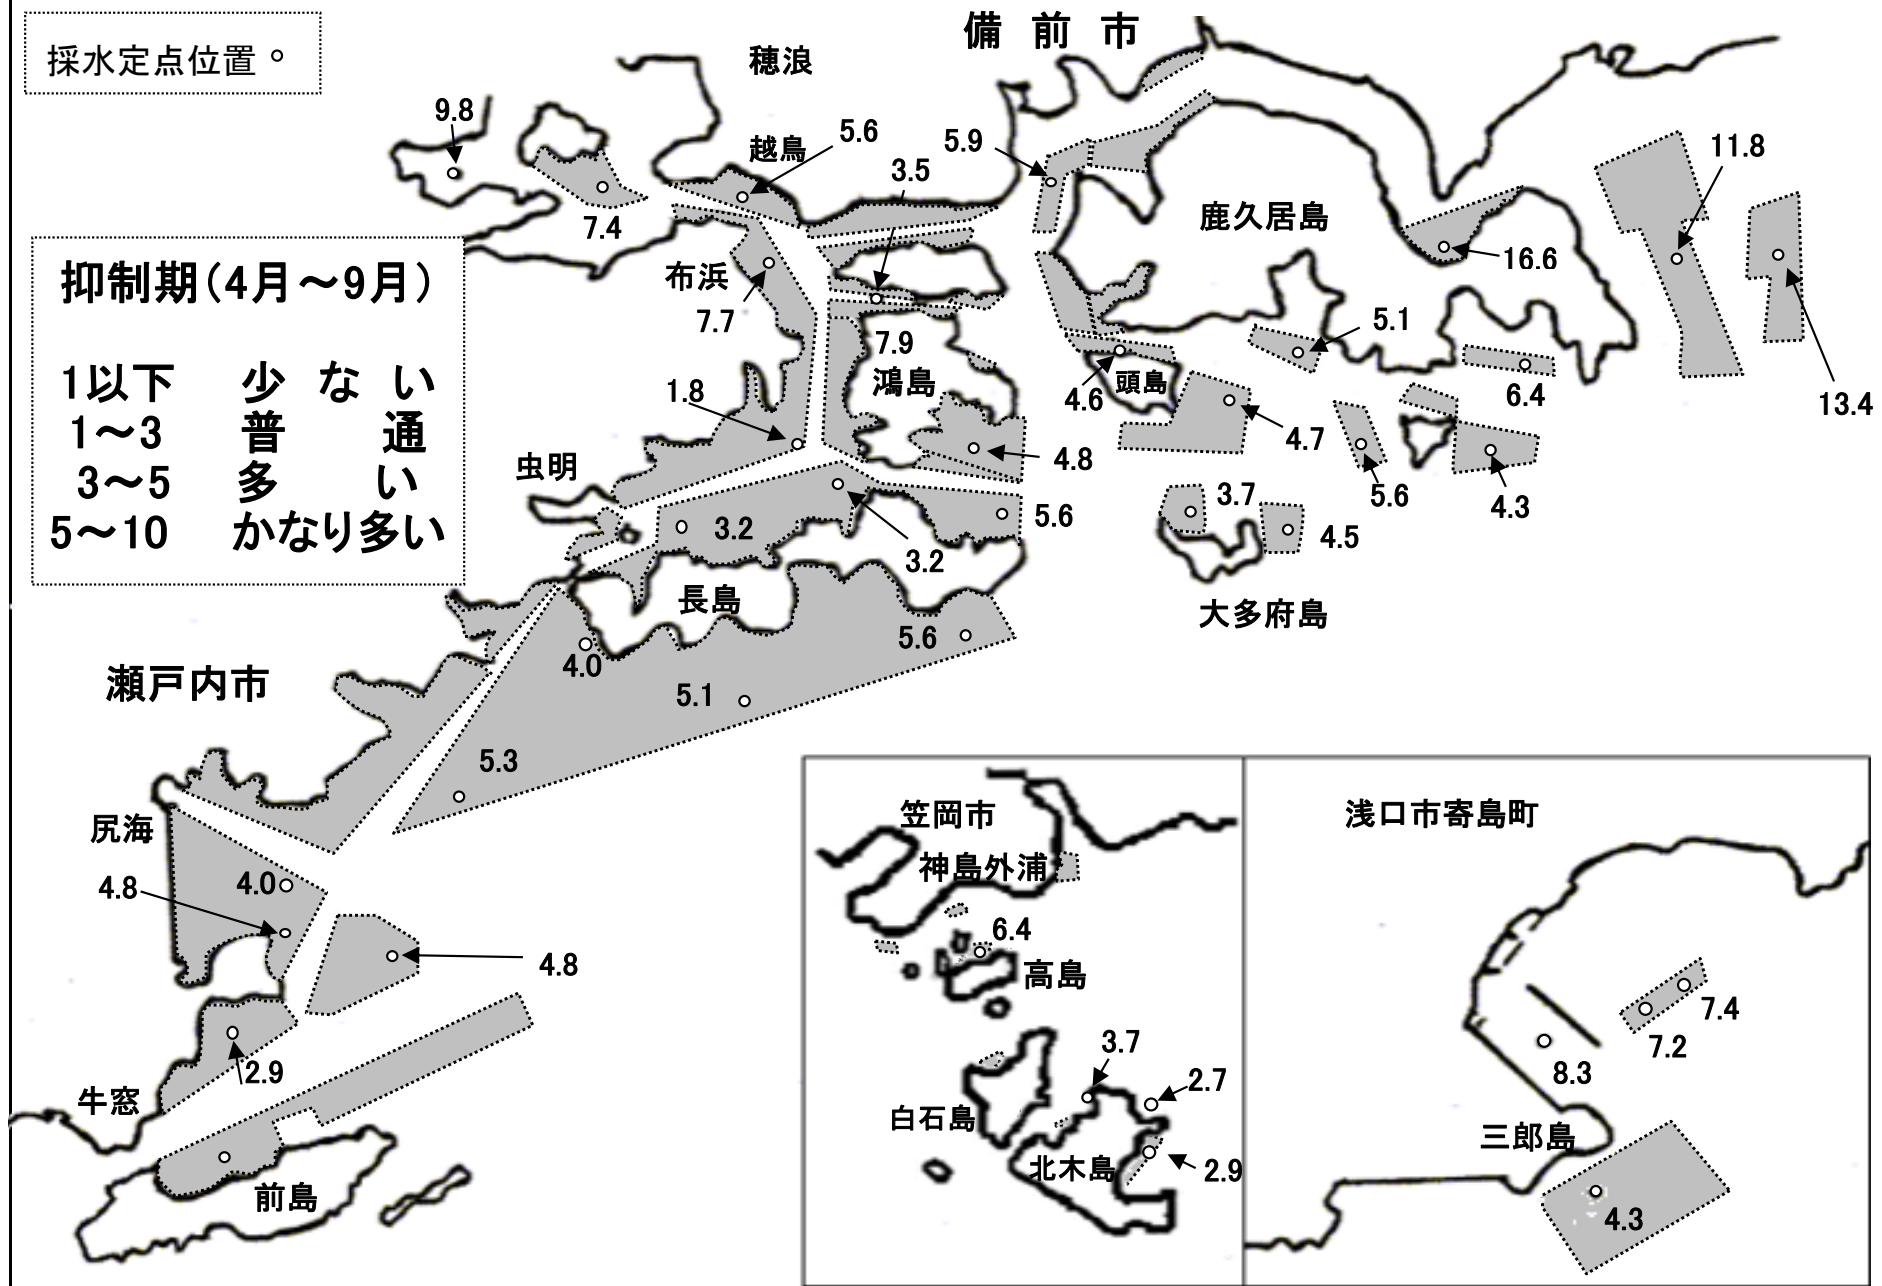 採水定点位置。
備前市
穂浪
9.8
越鳥
5.6
5.9
3.5
11.8
7.4
鹿久居島
16.6
抑制期(4月～9月)
1以下 少ない
1～3 普通
3～5 多い
5～10 かなり多い
布浜
7.7
7.9
鴻島
5.1
1.8
4.6
頭島
6.4
13.4
4.7
4.8
虫明
5.6
4.3
3.7
5.6
4.5
3.2
3.2
長島
大多府島
5.6
4.0
瀬戸内市
5.1
5.3
尻海
4.0
4.8
4.8
2.9
牛窓
前島
笠岡市
神島外浦
6.4
高島
3.7
2.7
白石島
北木島
2.9
浅口市寄島町
7.4
7.2
8.3
三郎島
4.3